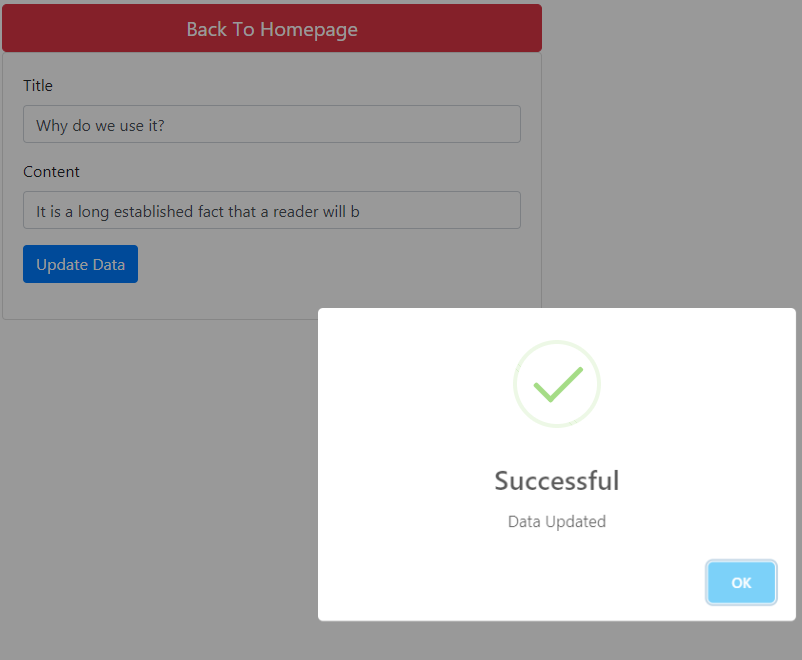 Back To Homepage
Title
Why do we use it?
Content
It is a long established fact that a reader will b
Update Data
Successful
Data Updated
OK